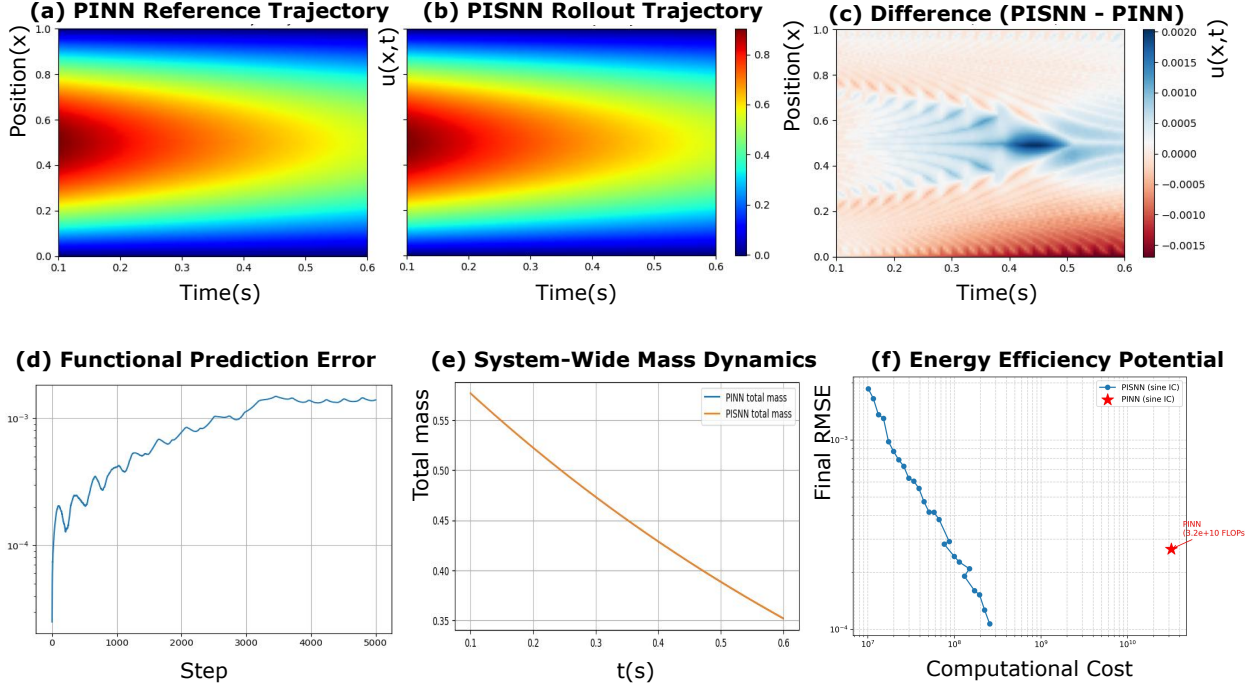 (a) PINN Reference Trajectory
Position(x)
1.0
0.8
0.6
0.4
0.2
0.0
0.1 0.2 0.3 0.4 0.5 0.6
Time(s)
(b) PISNN Rollout Trajectory
0.1 0.2 0.3 0.4 0.5 0.6
Time(s)
u(x,t)
0.8
0.6
0.4
0.2
0.0
(c) Difference (PISNN - PINN)
Position(x)
1.0
0.8
0.6
0.4
0.2
0.0
0.1 0.2 0.3 0.4 0.5 0.6
Time(s)
u(x,t)
0.0020
0.0015
0.0010
0.0005
0.0000
−0.0005
−0.0010
−0.0015
(d) Functional Prediction Error
10⁻³
10⁻⁴
0 1000 2000 3000 4000 5000
Step
(e) System-Wide Mass Dynamics
Total mass
PINN total mass
PISNN total mass
0.55
0.50
0.45
0.40
0.35
0.1 0.2 0.3 0.4 0.5 0.6
t(s)
(f) Energy Efficiency Potential
Final RMSE
PISNN (sine IC)
PINN (sine IC)
10⁻³
10⁻⁴
PINN
(3.2e+10 FLOPs
10⁷ 10⁸ 10⁹ 10¹⁰
Computational Cost